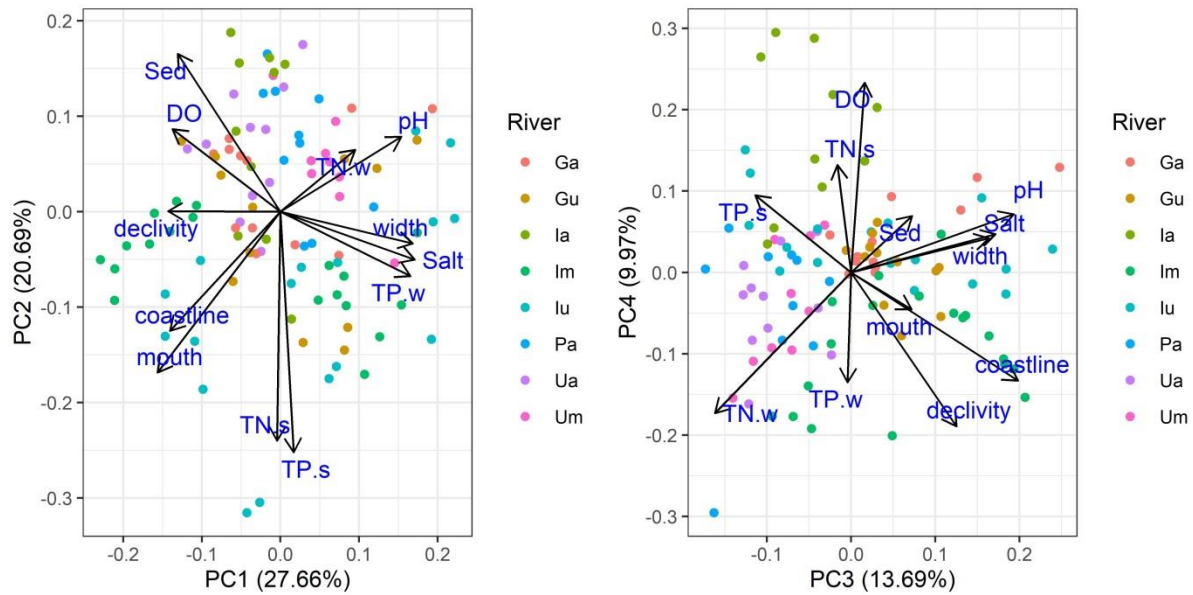 0.2
0.1
0.0
-0.1
-0.2
-0.3
PC2 (20.69%)
Sed
DO
pH
TN.w
declivity
width
Salt
TP.w
coastline
mouth
TN.s
TP.s
-0.2
-0.1
0.0
0.1
0.2
PC1 (27.66%)
River
Ga
Gu
Ia
Im
Iu
Pa
Ua
Um
0.3
0.2
0.1
0.0
-0.1
-0.2
-0.3
PC4 (9.97%)
DO
TN.s
TP.s
pH
Sed
Salt
width
mouth
coastline
TP.w
declivity
TN.w
-0.1
0.0
0.1
0.2
PC3 (13.69%)
River
Ga
Gu
Ia
Im
Iu
Pa
Ua
Um